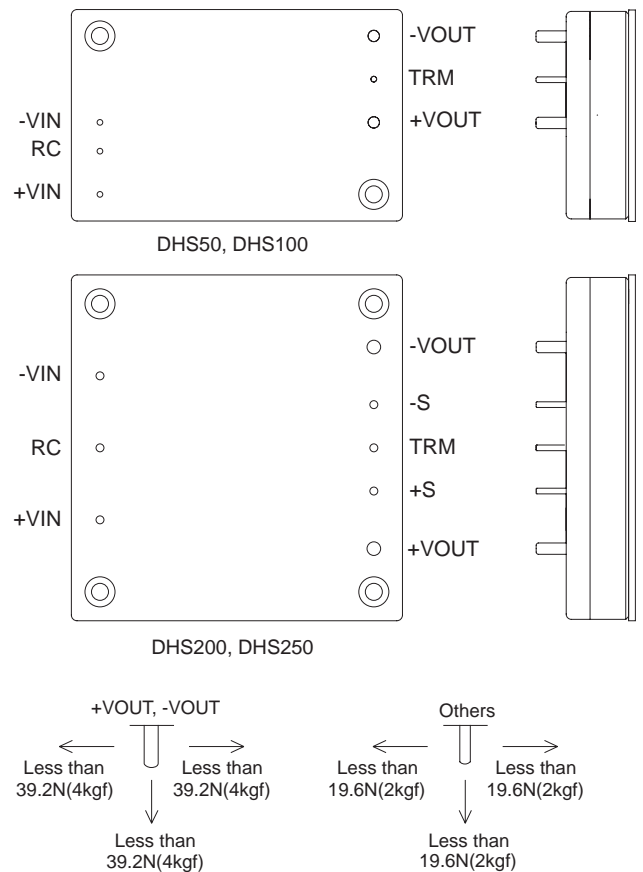 -VOUT
TRM
-VIN
+VOUT
RC
+VIN
DHS50, DHS100
-VOUT
-VIN
-S
RC
TRM
+S
+VIN
+VOUT
DHS200, DHS250
+VOUT, -VOUT
Less than
39.2N(4kgf)
Less than
39.2N(4kgf)
Less than
39.2N(4kgf)
Others
Less than
19.6N(2kgf)
Less than
19.6N(2kgf)
Less than
19.6N(2kgf)